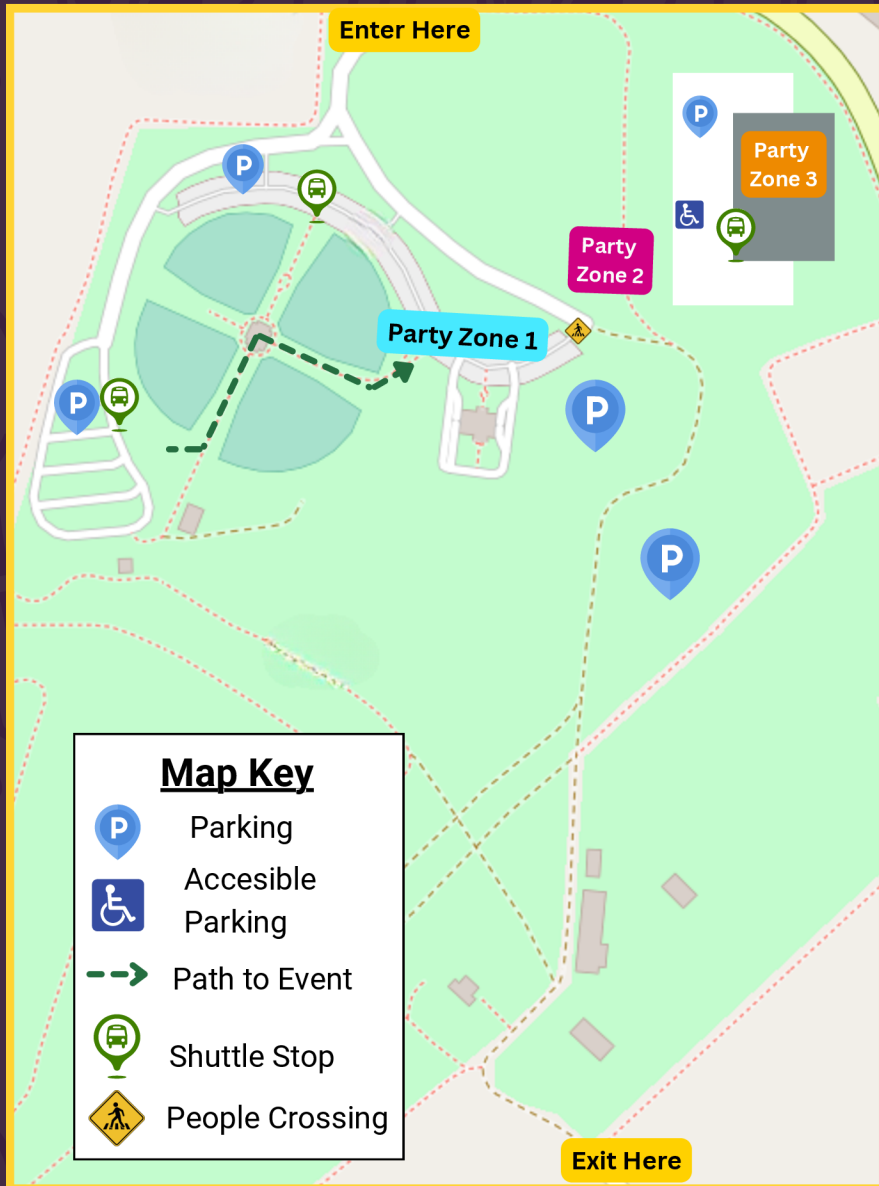 Enter Here
P
Party
Zone 3
P
Party
Zone 2
Party Zone 1
P
P
P
Map Key
P
Parking
Accesible
Parking
Path to Event
Shuttle Stop
People Crossing
Exit Here